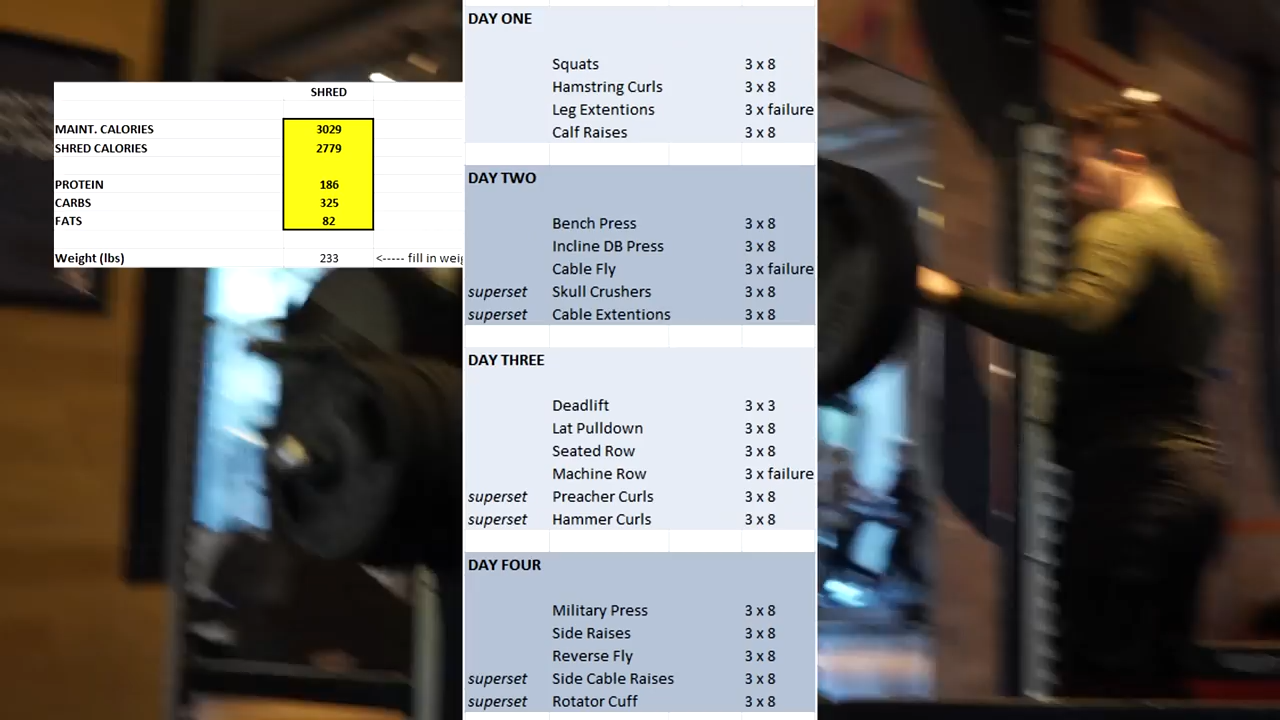 SHRED
MAINT. CALORIES 3029
SHRED CALORIES 2779
PROTEIN 186
CARBS 325
FATS 82
Weight (lbs) 233 <----- fill in weig
DAY ONE
Squats 3 x 8
Hamstring Curls 3 x 8
Leg Extentions 3 x failure
Calf Raises 3 x 8
DAY TWO
Bench Press 3 x 8
Incline DB Press 3 x 8
Cable Fly 3 x failure
superset Skull Crushers 3 x 8
superset Cable Extentions 3 x 8
DAY THREE
Deadlift 3 x 3
Lat Pulldown 3 x 8
Seated Row 3 x 8
Machine Row 3 x failure
superset Preacher Curls 3 x 8
superset Hammer Curls 3 x 8
DAY FOUR
Military Press 3 x 8
Side Raises 3 x 8
Reverse Fly 3 x 8
superset Side Cable Raises 3 x 8
superset Rotator Cuff 3 x 8